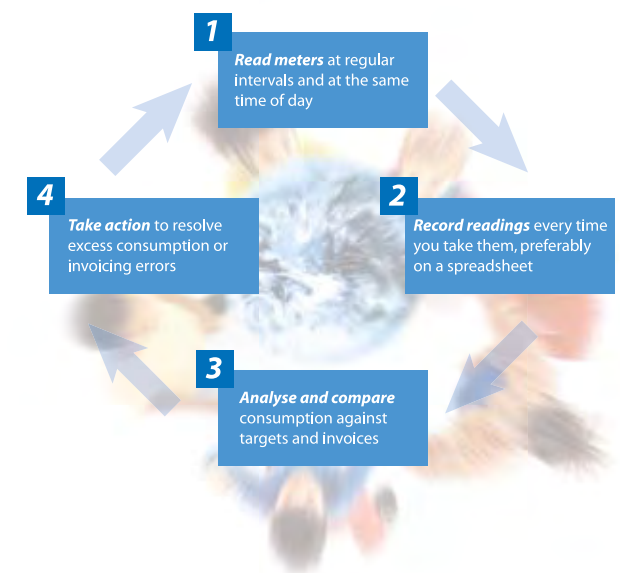 1
Read meters at regular
intervals and at the same
time of day
2
Record readings every time
you take them, preferably
on a spreadsheet
3
Analyse and compare
consumption against
targets and invoices
4
Take action to resolve
excess consumption or
invoicing errors